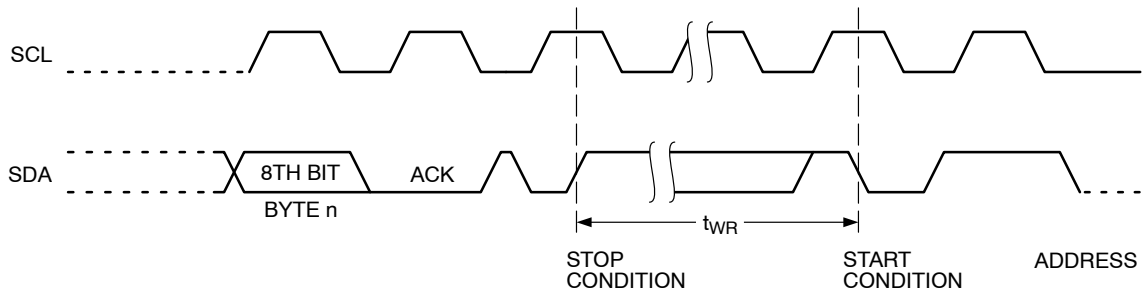 SCL
SDA
8TH BIT
ACK
BYTE n
tWR
STOP
CONDITION
START
CONDITION
ADDRESS